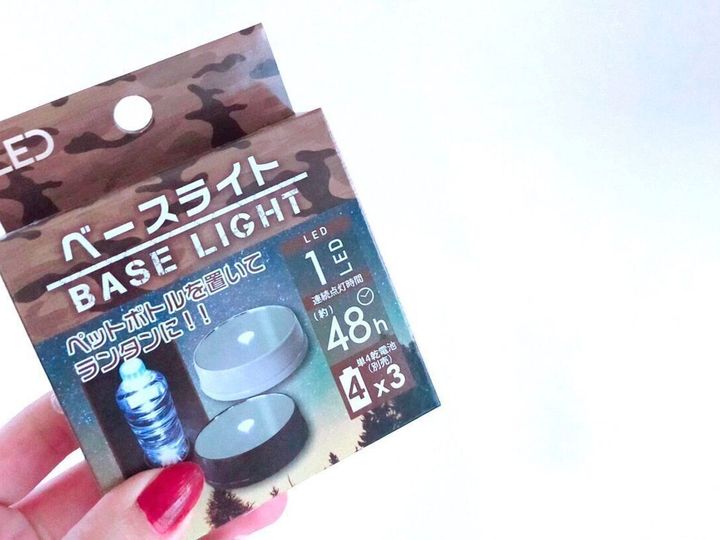 LED
ベースライト
BASE LIGHT
ペットボトルを置いて
ランタンに!!
LED
1 LED
連続点灯時間
(約)
48h
単4乾電池
(別売)
4 x3